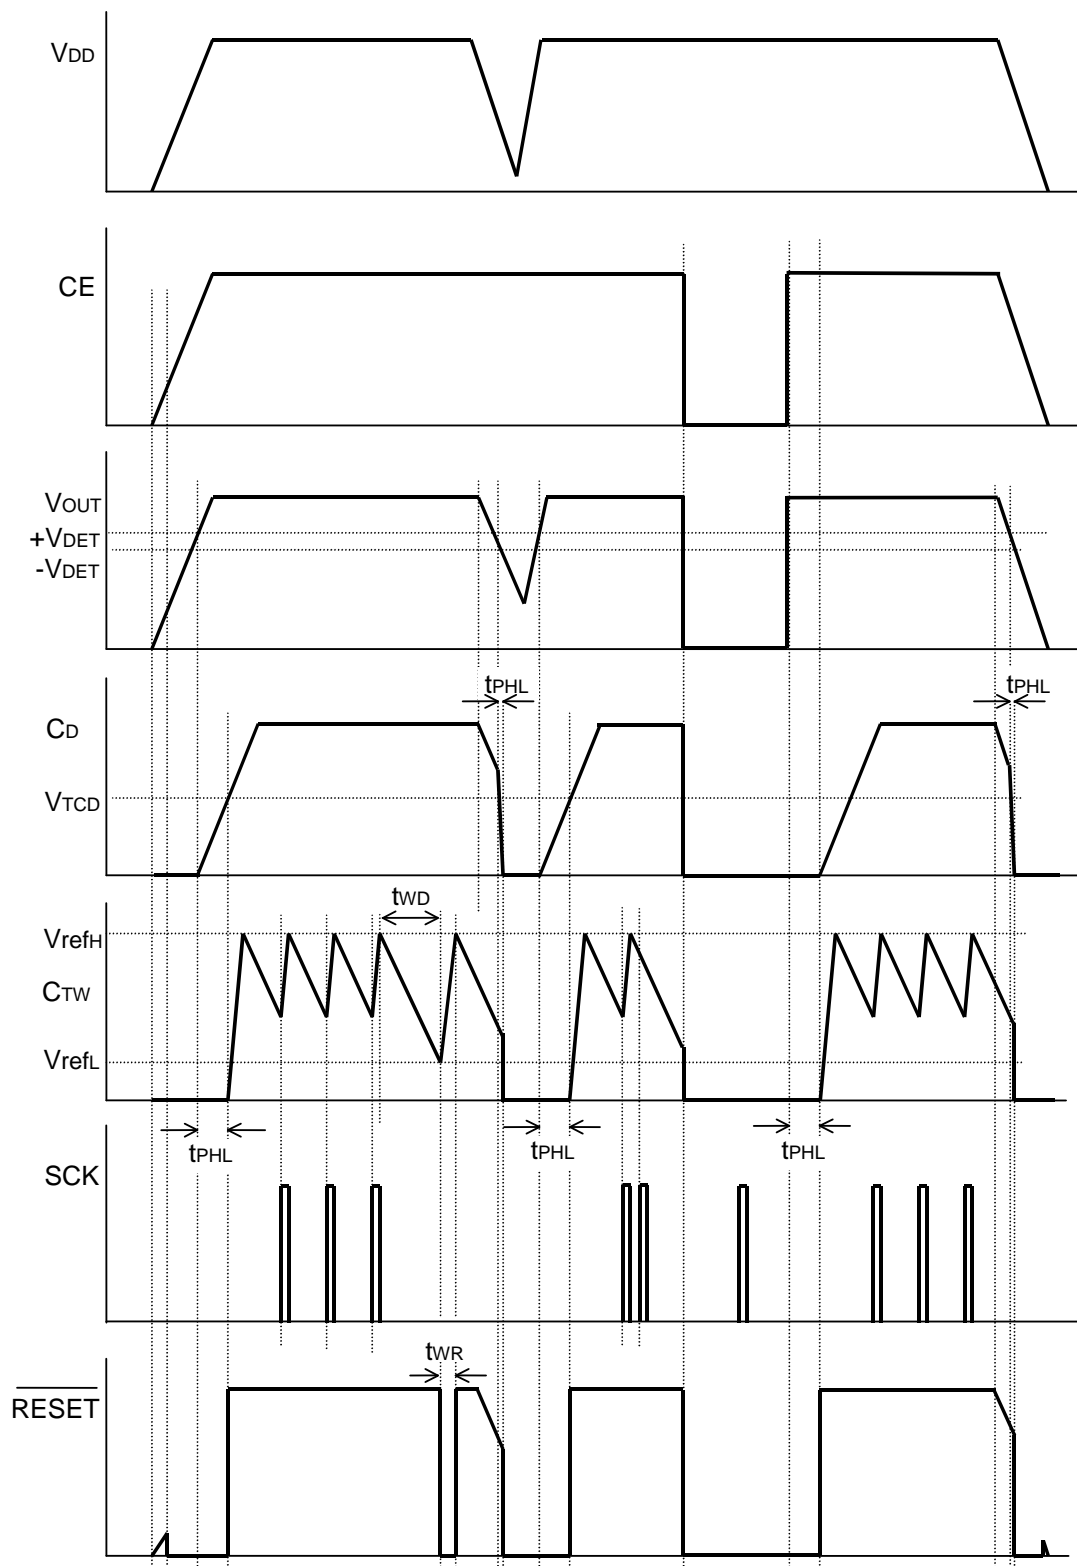 VDD
CE
VOUT
+VDET
-VDET
tPHL
tPHL
CD
VTCD
tWD
VrefH
CTW
VrefL
tPHL
tPHL
tPHL
SCK
tWR
RESET